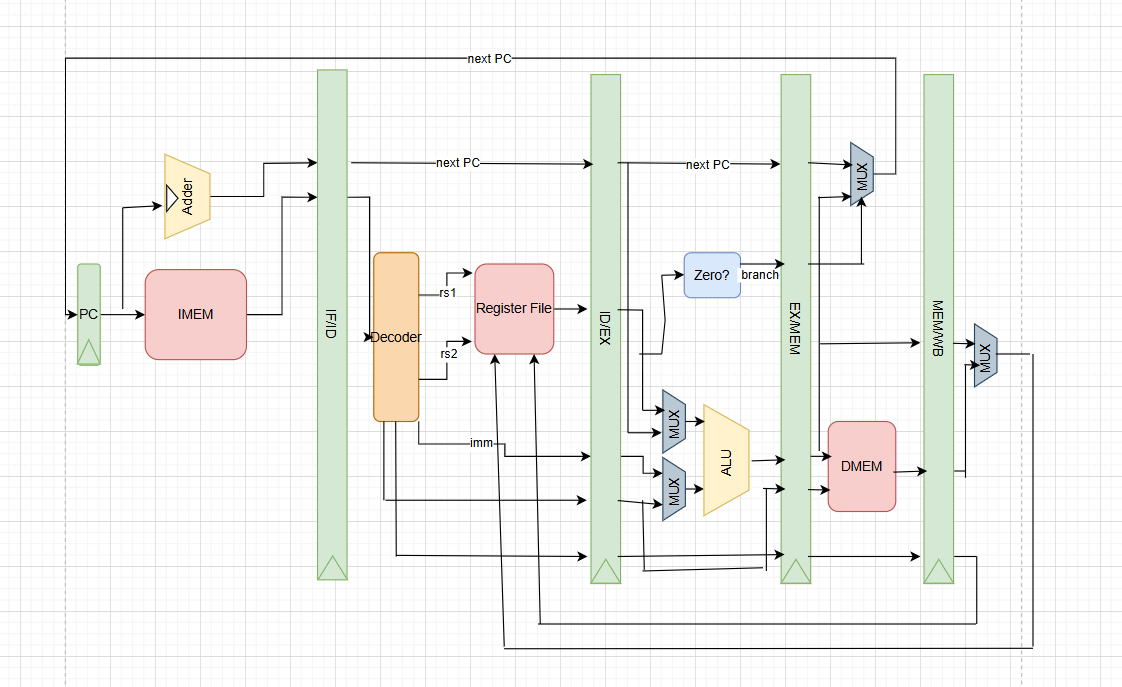 next PC
next PC
next PC
MUX
Adder
PC
IMEM
IF/ID
Decoder
rs1
rs2
Register File
ID/EX
Zero?
branch
EX/MEM
MEM/WB
MUX
imm
MUX
MUX
ALU
DMEM